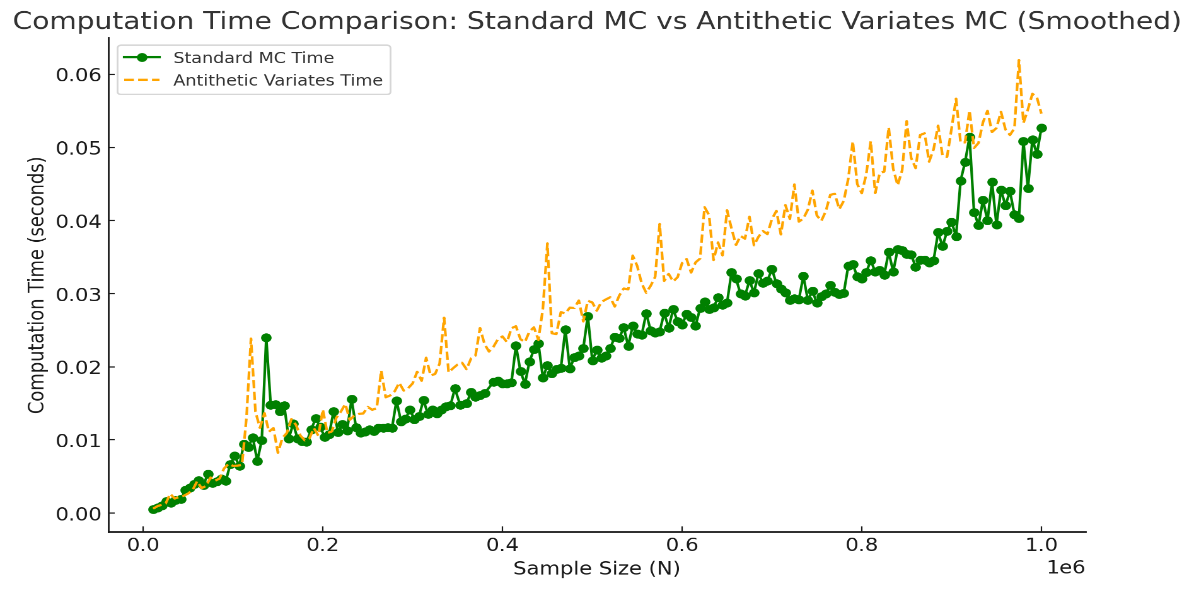 Computation Time Comparison: Standard MC vs Antithetic Variates MC (Smoothed)
Standard MC Time
Antithetic Variates Time
Computation Time (seconds)
0.06
0.05
0.04
0.03
0.02
0.01
0.00
0.0 0.2 0.4 0.6 0.8 1.0
1e6
Sample Size (N)